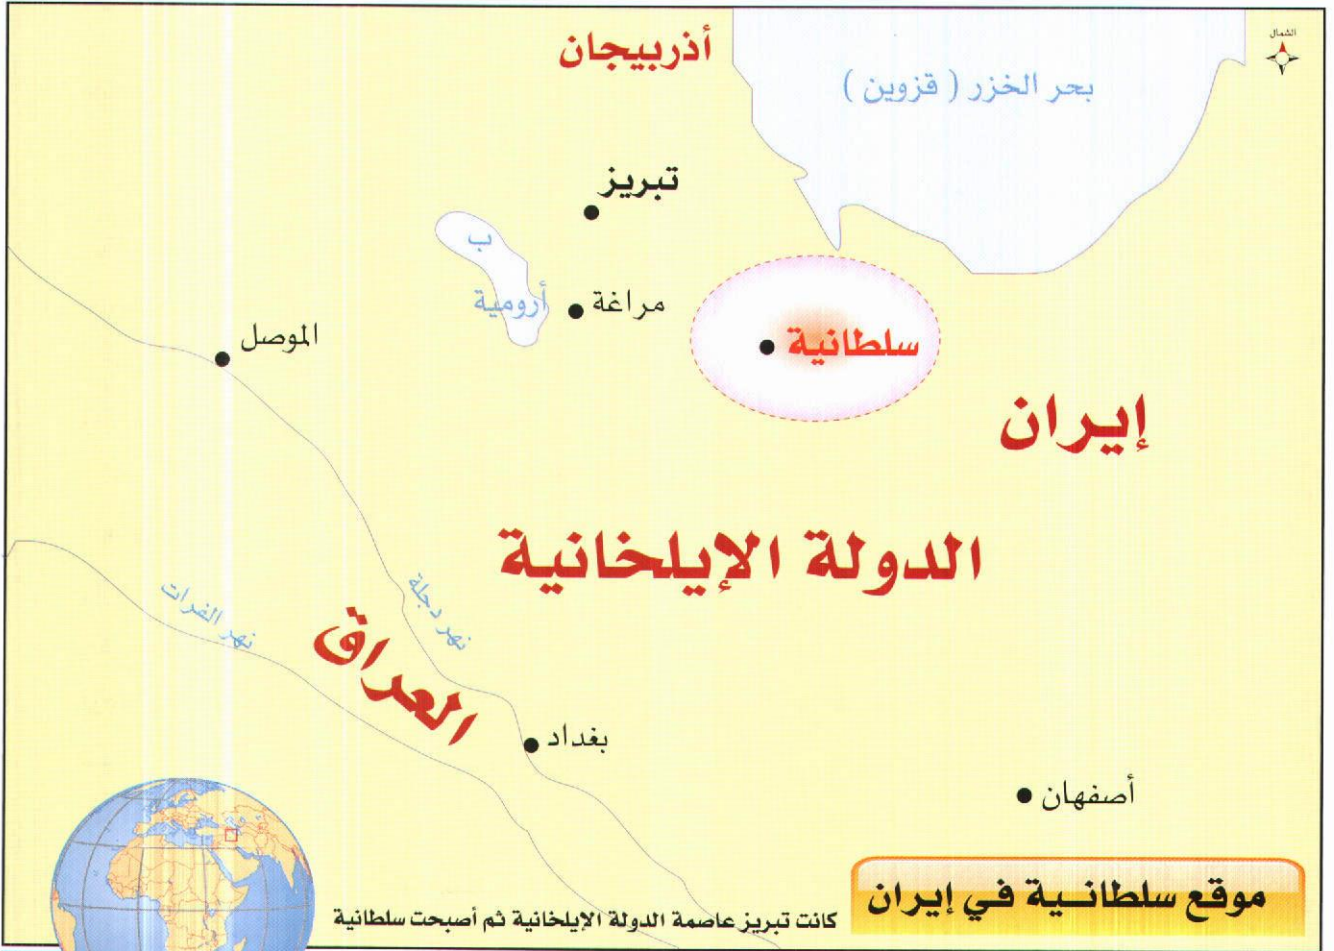 الشمال
أذربيجان
بحر الخزر ( قزوين )
تبريز
ب
أرومية
مراغة
سلطانية
الموصل
إيران
الدولة الإيلخانية
نهر دجلة
نهر الفرات
العراق
بغداد
أصفهان
موقع سلطانــية في إيران
كانت تبريز عاصمة الدولة الإيلخانية ثم أصبحت سلطانية